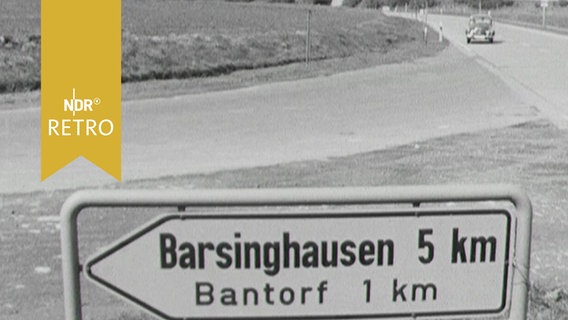 NDR®
RETRO
Barsinghausen 5 km
Bantorf 1 km